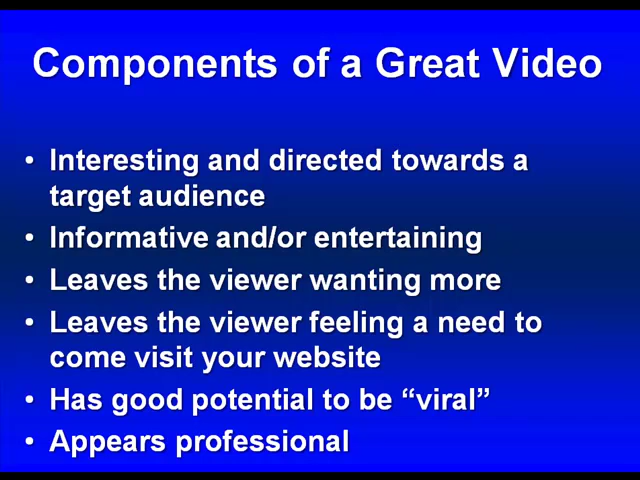 Components of a Great Video
• Interesting and directed towards a
target audience
• Informative and/or entertaining
• Leaves the viewer wanting more
• Leaves the viewer feeling a need to
come visit your website
• Has good potential to be “viral”
• Appears professional